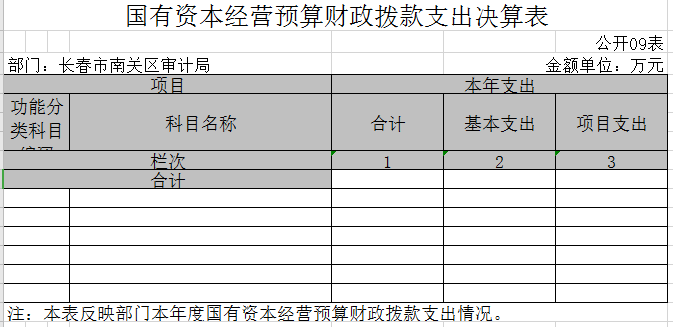 国有资本经营预算财政拨款支出决算表
公开09表
部门：长春市南关区审计局 金额单位：万元
项目 本年支出
功能分类科目 科目名称 合计 基本支出 项目支出
栏次 1 2 3
合计
注：本表反映部门本年度国有资本经营预算财政拨款支出情况。